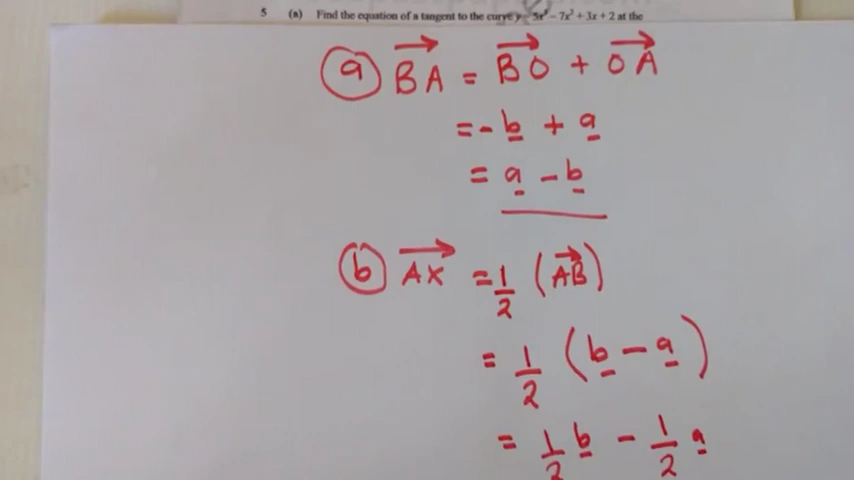 5 (a) Find the equation of a tangent to the curve y = 5x³ – 7x² + 3x + 2 at the
(a) BA→ = BO→ + OA→
= - b + a
= a - b
(b) AX→ = 1/2 (AB→)
= 1/2 (b - a)
= 1/2 b - 1/2 a